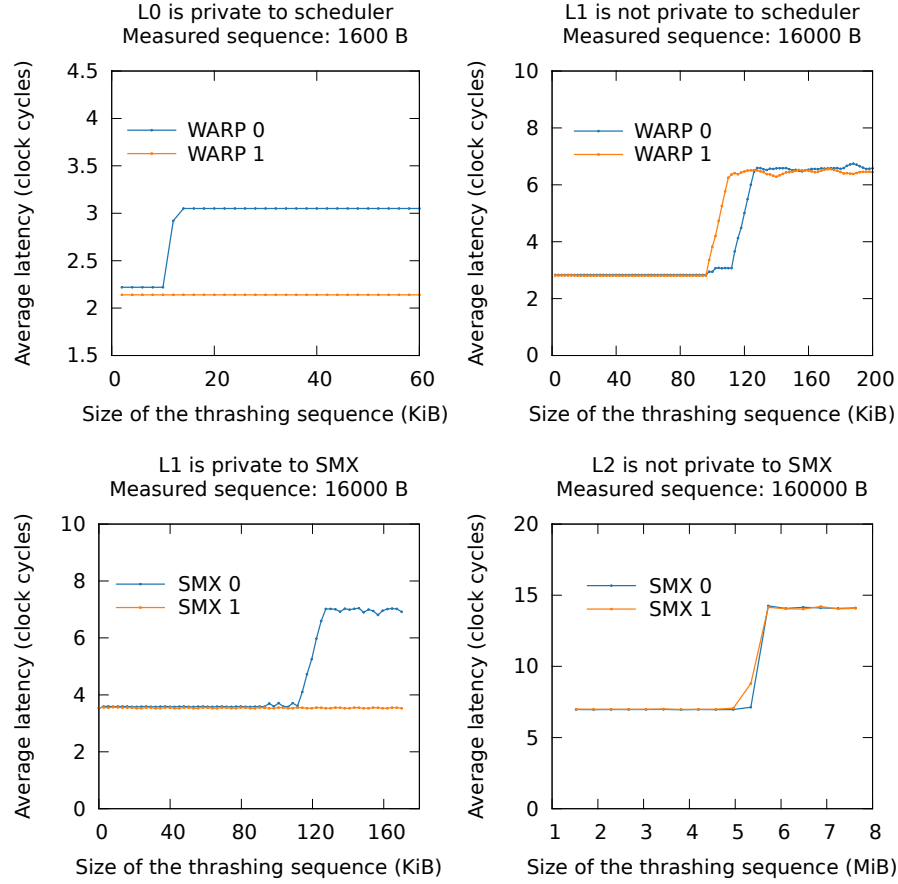 L0 is private to scheduler
Measured sequence: 1600 B
Average latency (clock cycles)
4.5
4
3.5
3
2.5
2
1.5
WARP 0
WARP 1
0
20
40
60
Size of the thrashing sequence (KiB)
L1 is not private to scheduler
Measured sequence: 16000 B
Average latency (clock cycles)
10
8
6
4
2
0
WARP 0
WARP 1
0
40
80
120
160
200
Size of the thrashing sequence (KiB)
L1 is private to SMX
Measured sequence: 16000 B
Average latency (clock cycles)
10
8
6
4
2
0
SMX 0
SMX 1
0
40
80
120
160
Size of the thrashing sequence (KiB)
L2 is not private to SMX
Measured sequence: 160000 B
Average latency (clock cycles)
20
15
10
5
0
SMX 0
SMX 1
1
2
3
4
5
6
7
8
Size of the thrashing sequence (MiB)